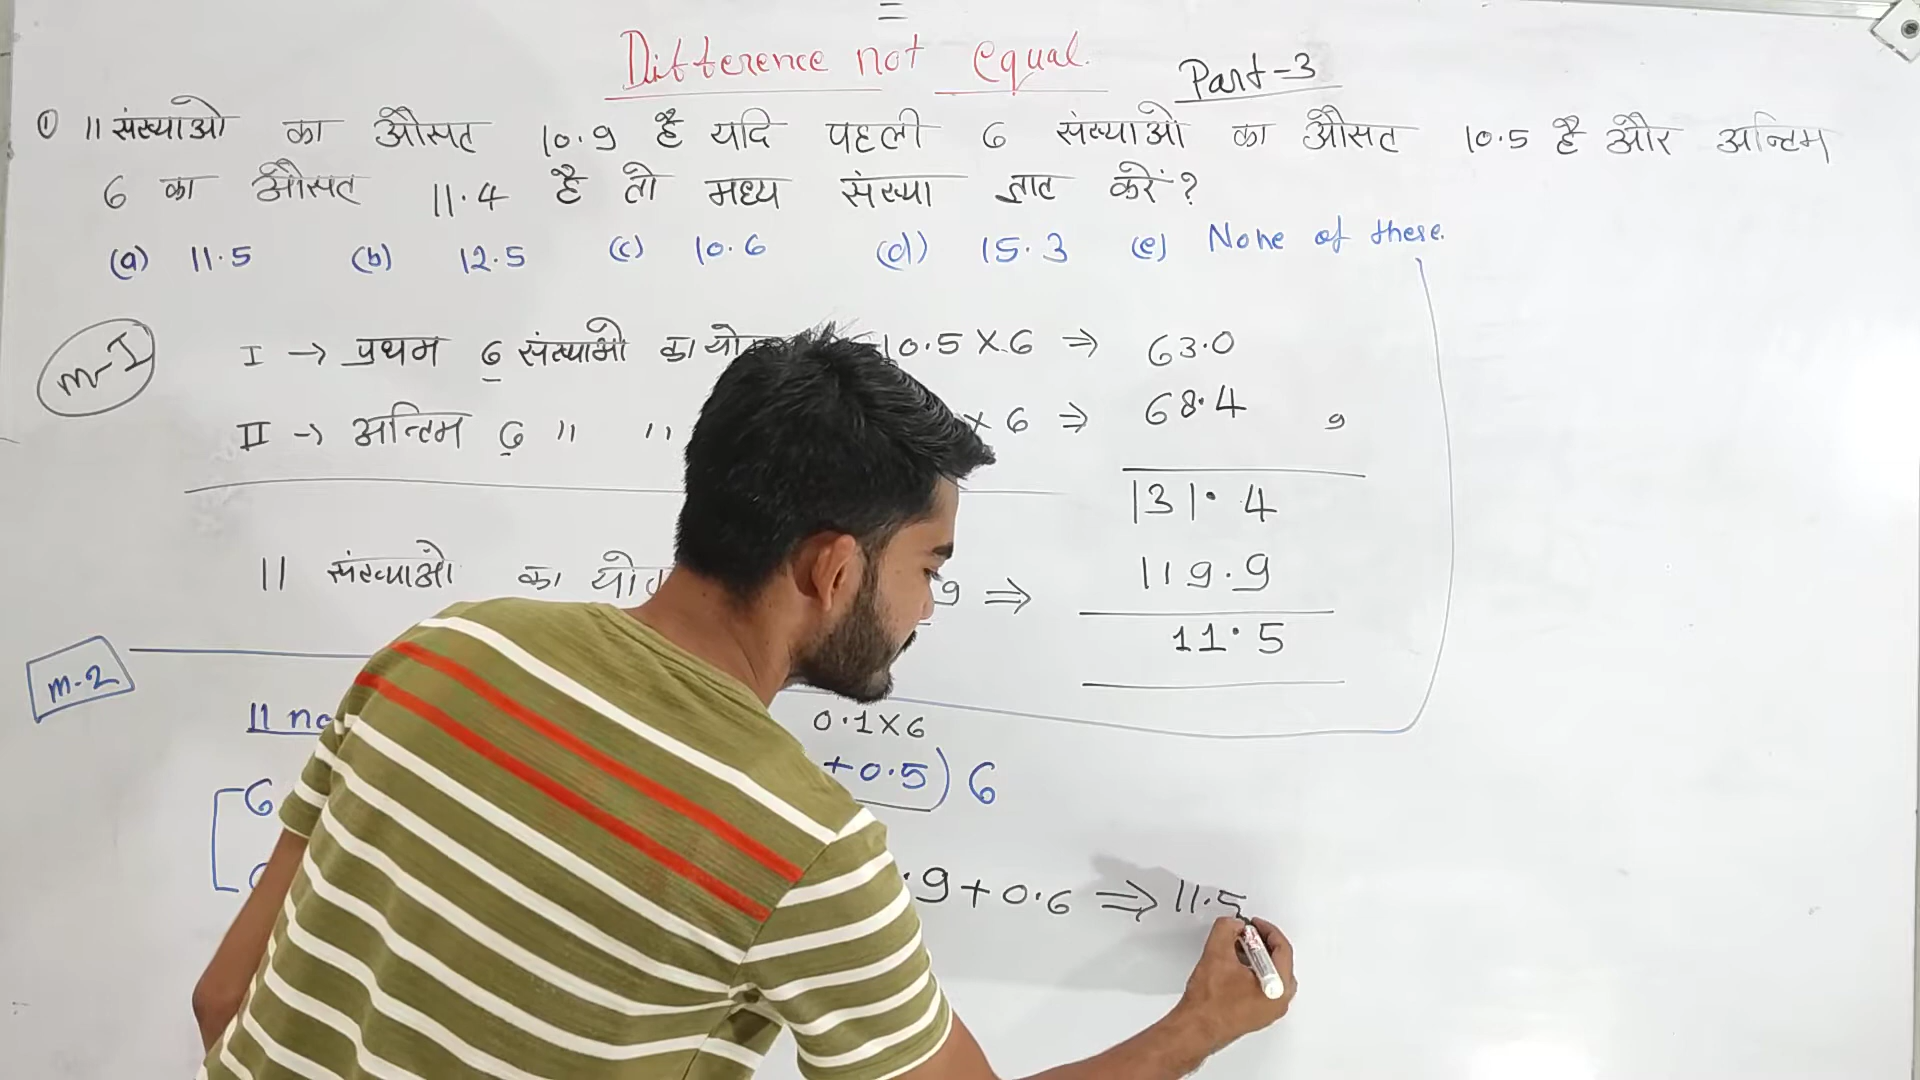 Difference not equal.
Part-3
① 11 संख्याओ का औसत 10.9 है यदि पहली 6 संख्याओ का औसत 10.5 है और अन्तिम
6 का औसत 11.4 है तो मध्य संख्या ज्ञात करें?
(a) 11.5 (b) 12.5 (c) 10.6 (d) 15.3 (e) None of these.
m-I
I → प्रथम 6 संख्याओ का 10.5 × 6 ⇒ 63.0
II → अन्तिम 6 " " × 6 ⇒ 68.4
131.4
11 संख्याओं का 9 ⇒ 119.9
11.5
m-2
11 0.1×6
6 +0.5) 6
.9+0.6 ⇒ 11.5